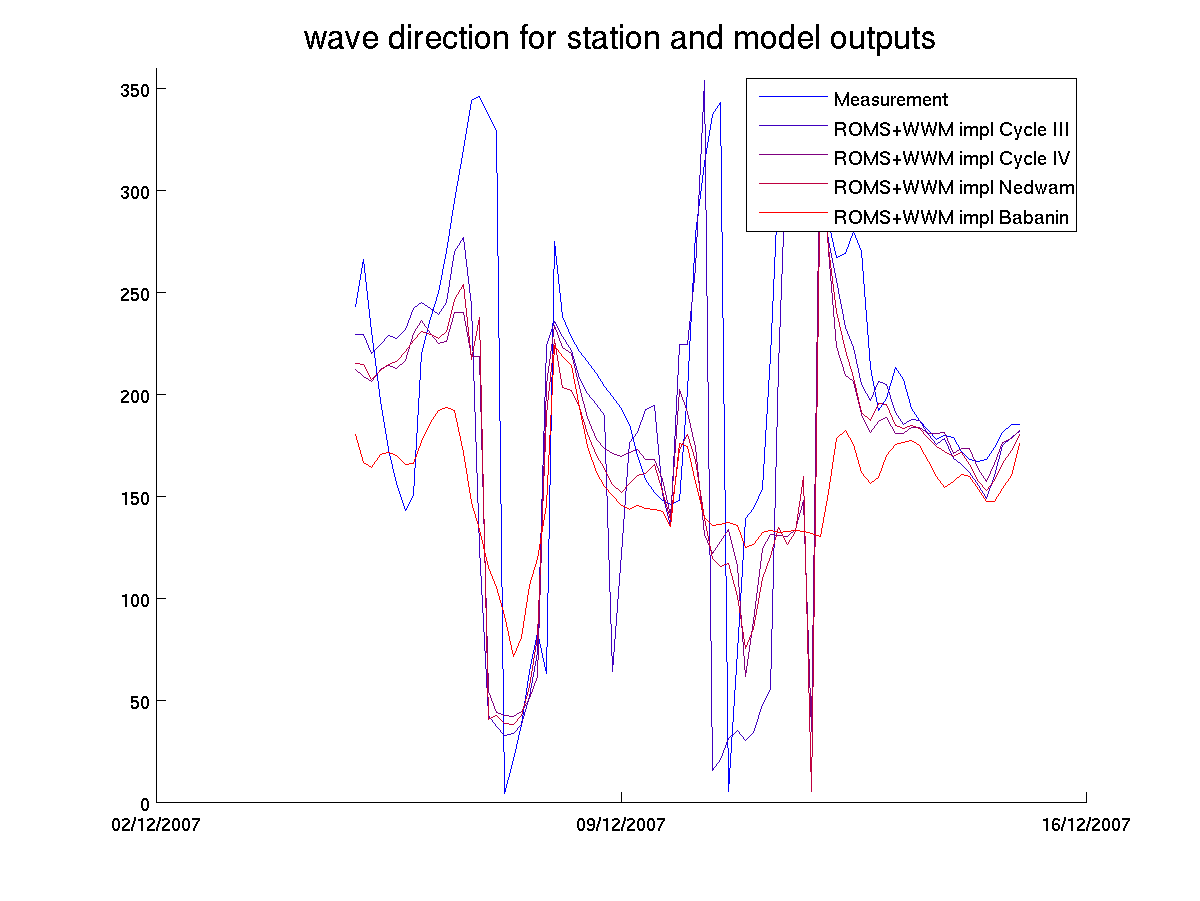 wave direction for station and model outputs
350
300
250
200
150
100
50
0
02/12/2007
09/12/2007
16/12/2007
Measurement
ROMS+WWM impl Cycle III
ROMS+WWM impl Cycle IV
ROMS+WWM impl Nedwam
ROMS+WWM impl Babanin